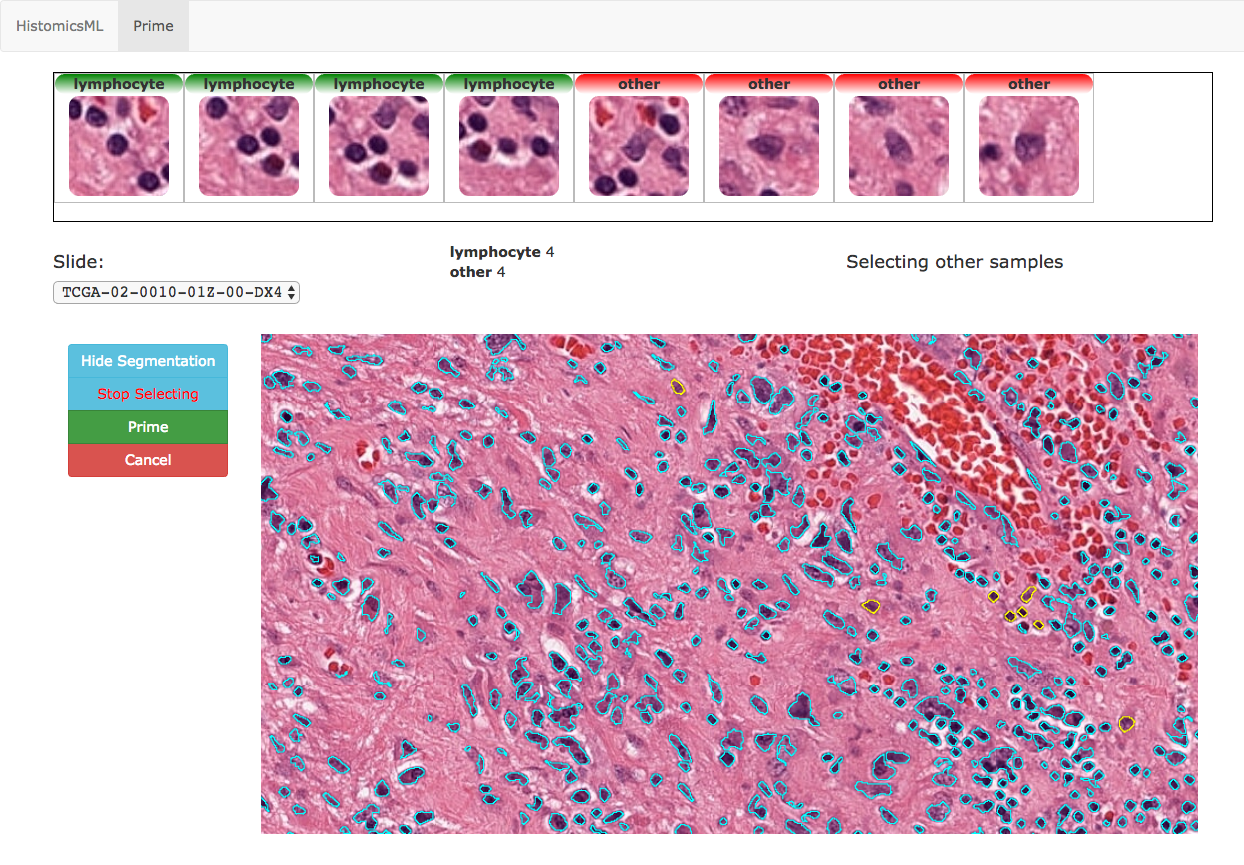 HistomicsML Prime
lymphocyte lymphocyte lymphocyte lymphocyte other other other other
Slide:
TCGA-02-0010-01Z-00-DX4
lymphocyte 4
other 4
Selecting other samples
Hide Segmentation
Stop Selecting
Prime
Cancel